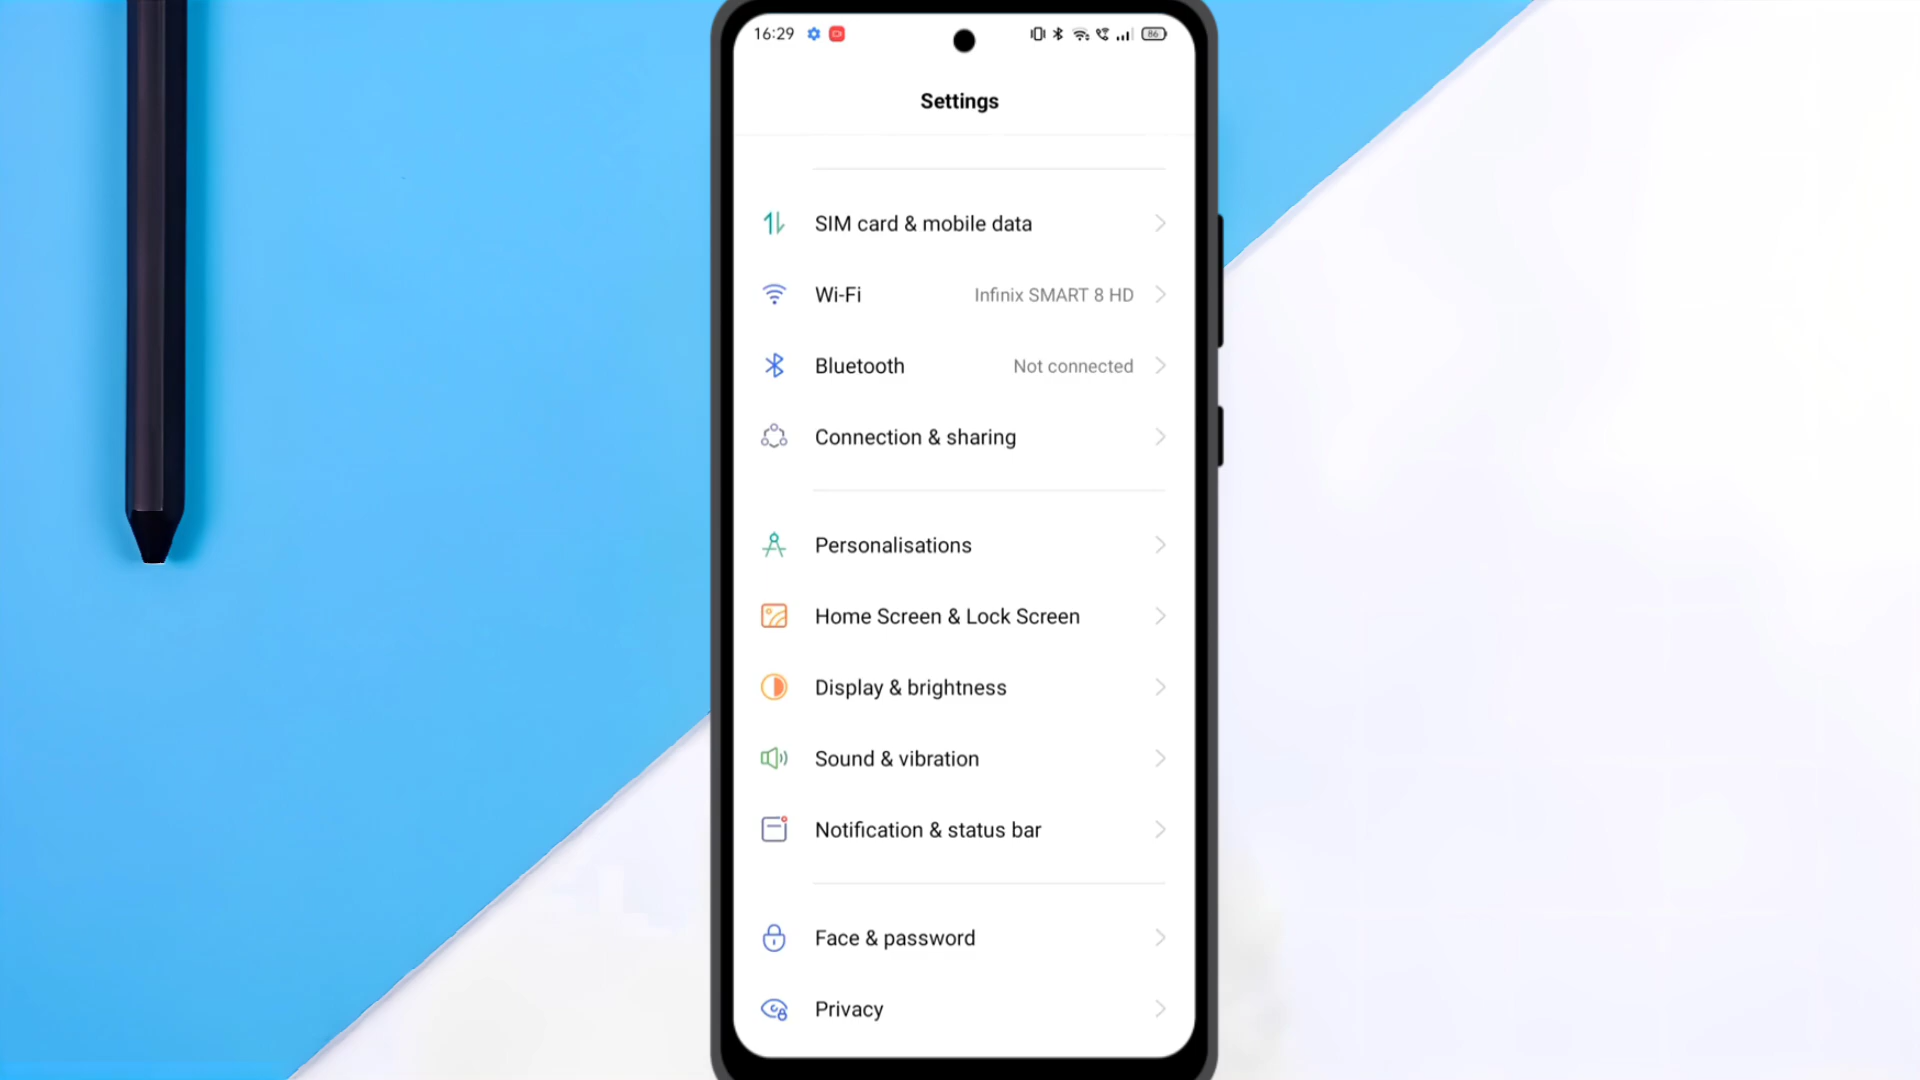 16:29 86
Settings
SIM card & mobile data
Wi-Fi Infinix SMART 8 HD
Bluetooth Not connected
Connection & sharing
Personalisations
Home Screen & Lock Screen
Display & brightness
Sound & vibration
Notification & status bar
Face & password
Privacy